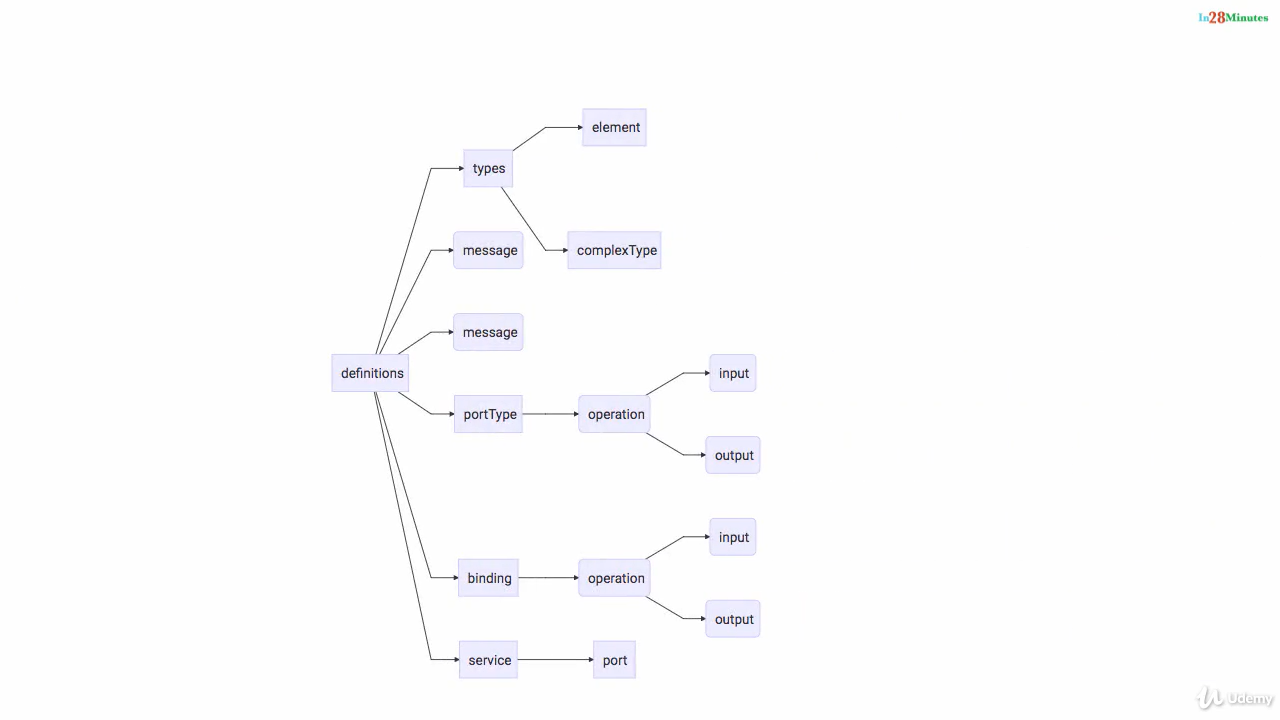 In28Minutes
element
types
message
complexType
message
definitions
input
portType
operation
output
input
binding
operation
output
service
port
Udemy